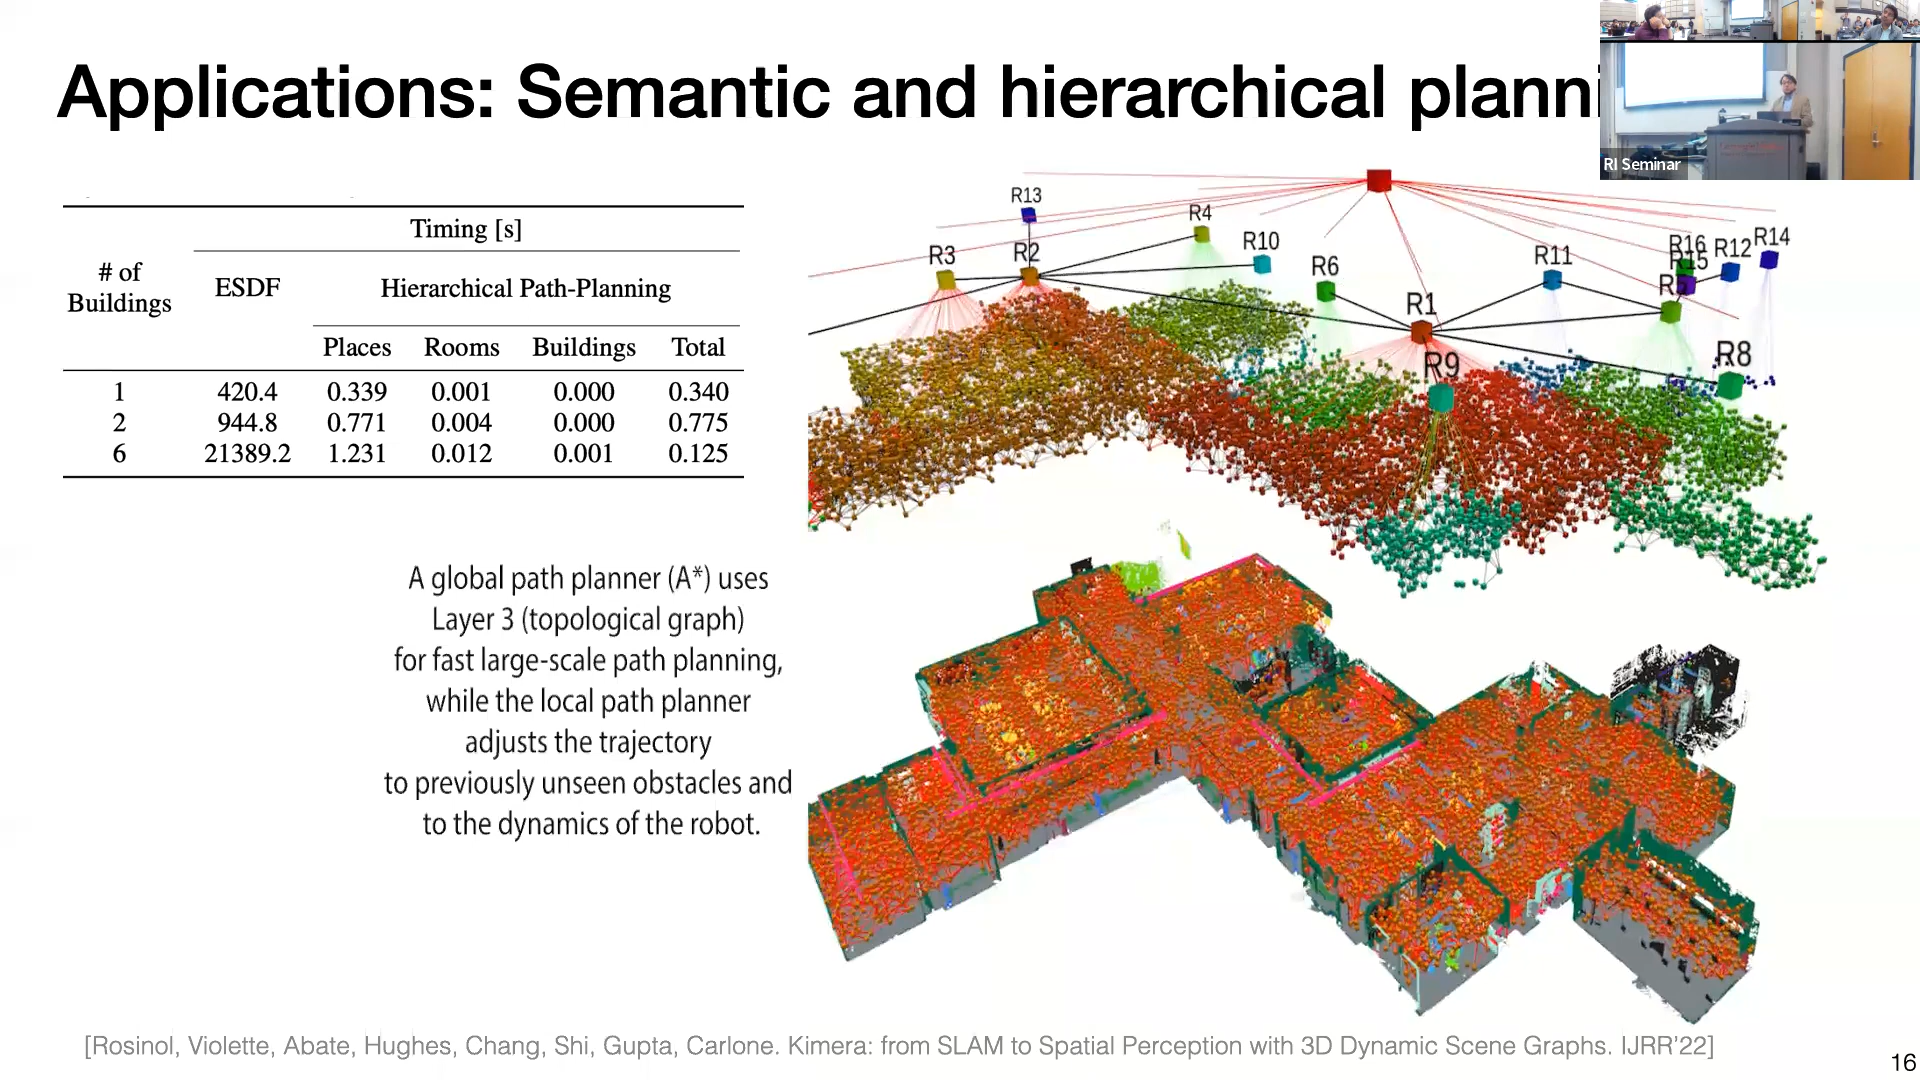 Applications: Semantic and hierarchical planni
RI Seminar
Timing [s]
# of Buildings
ESDF
Hierarchical Path-Planning
Places Rooms Buildings Total
1 420.4 0.339 0.001 0.000 0.340
2 944.8 0.771 0.004 0.000 0.775
6 21389.2 1.231 0.012 0.001 0.125
A global path planner (A*) uses
Layer 3 (topological graph)
for fast large-scale path planning,
while the local path planner
adjusts the trajectory
to previously unseen obstacles and
to the dynamics of the robot.
R13
R4
R3
R2
R10
R6
R11
R16
R15
R12
R14
R5
R1
R9
R8
[Rosinol, Violette, Abate, Hughes, Chang, Shi, Gupta, Carlone. Kimera: from SLAM to Spatial Perception with 3D Dynamic Scene Graphs. IJRR’22]
16